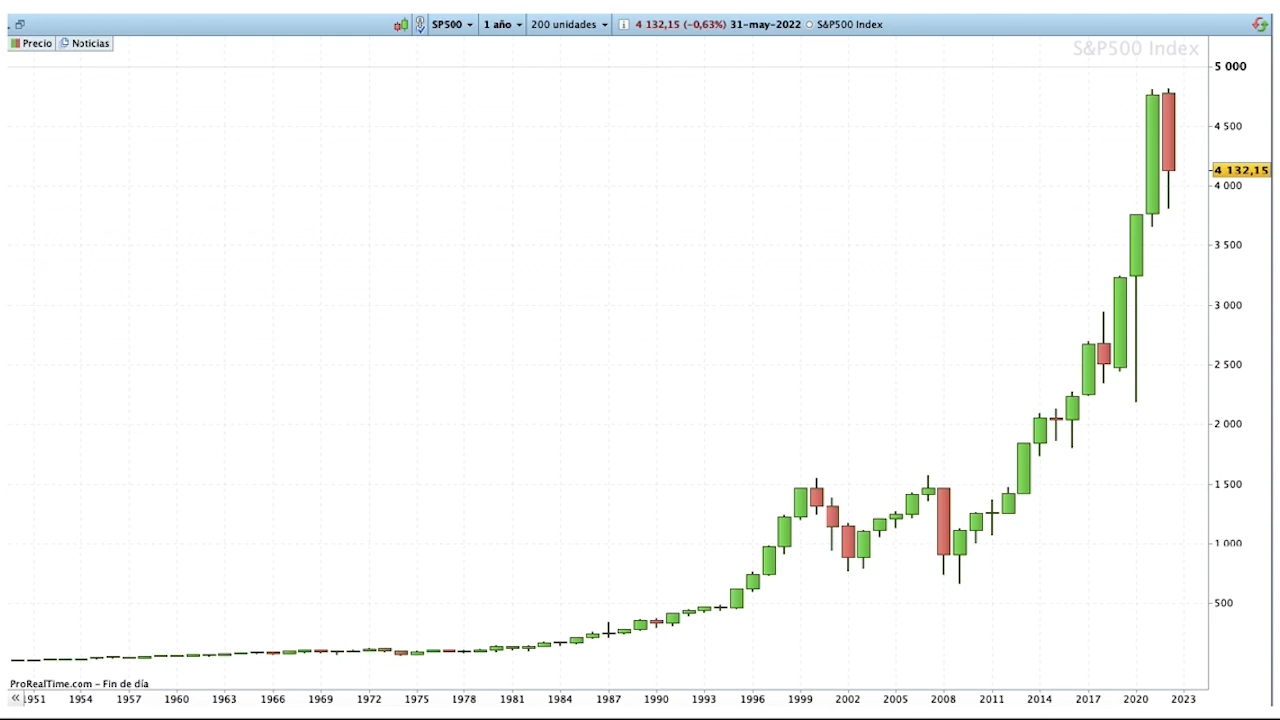 SP500 1 año 200 unidades 4 132,15 (-0,63%) 31-may-2022 S&P500 Index
Precio Noticias
S&P500 Index
5 000
4 500
4 132,15
4 000
3 500
3 000
2 500
2 000
1 500
1 000
500
ProRealTime.com - Fin de día
« 1951 1954 1957 1960 1963 1966 1969 1972 1975 1978 1981 1984 1987 1990 1993 1996 1999 2002 2005 2008 2011 2014 2017 2020 2023